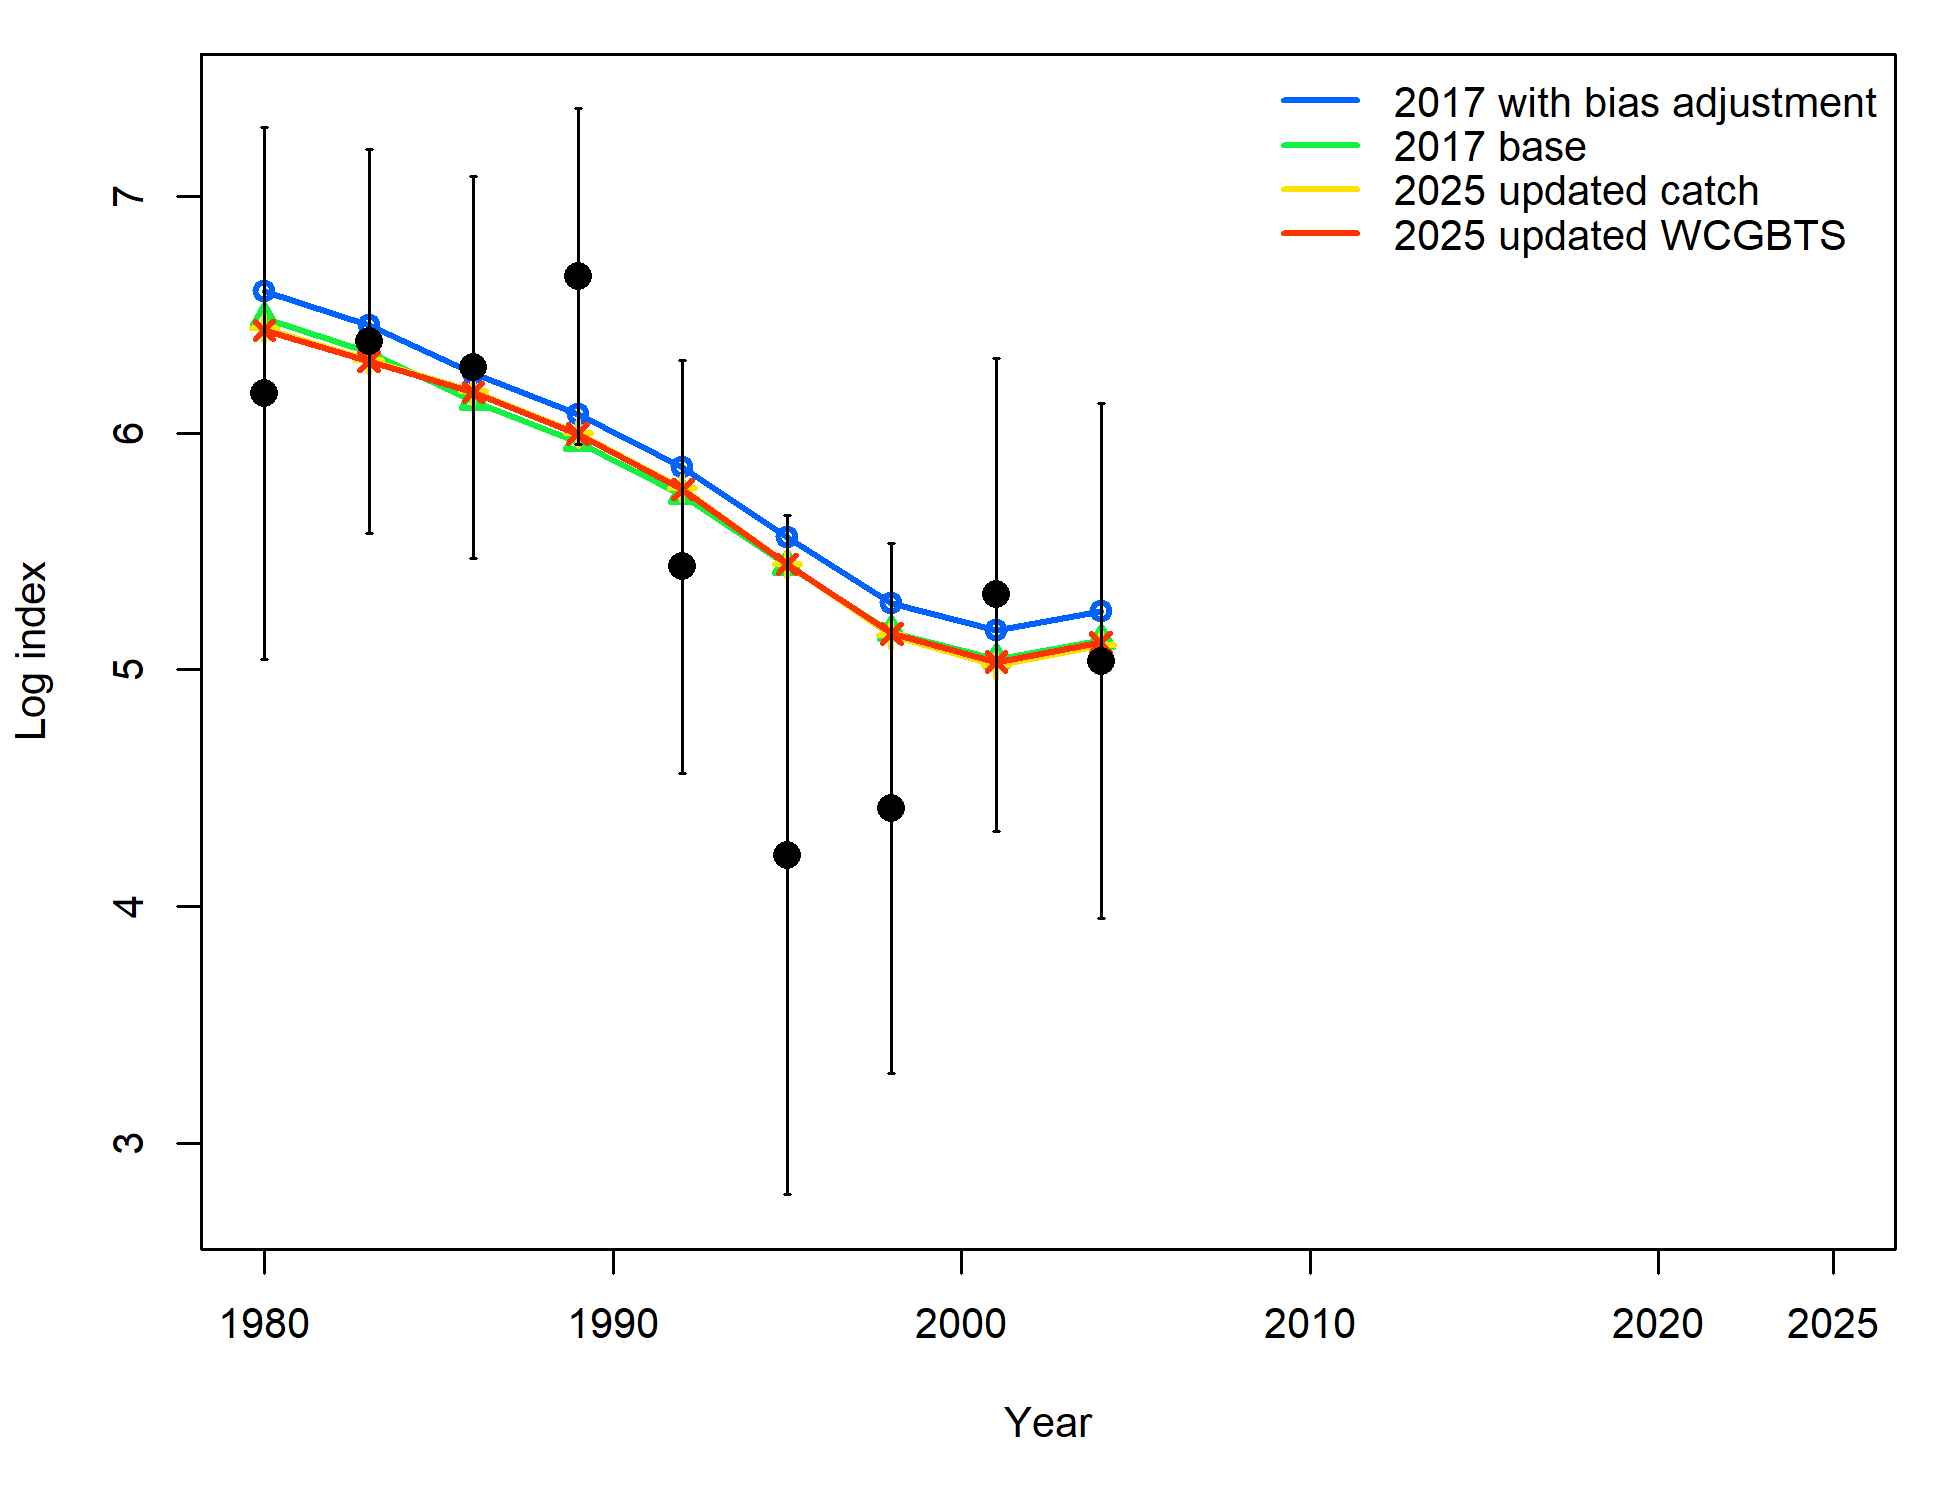 2017 with bias adjustment
2017 base
2025 updated catch
2025 updated WCGBTS
7
6
5
4
3
Log index
1980 1990 2000 2010 2020 2025
Year